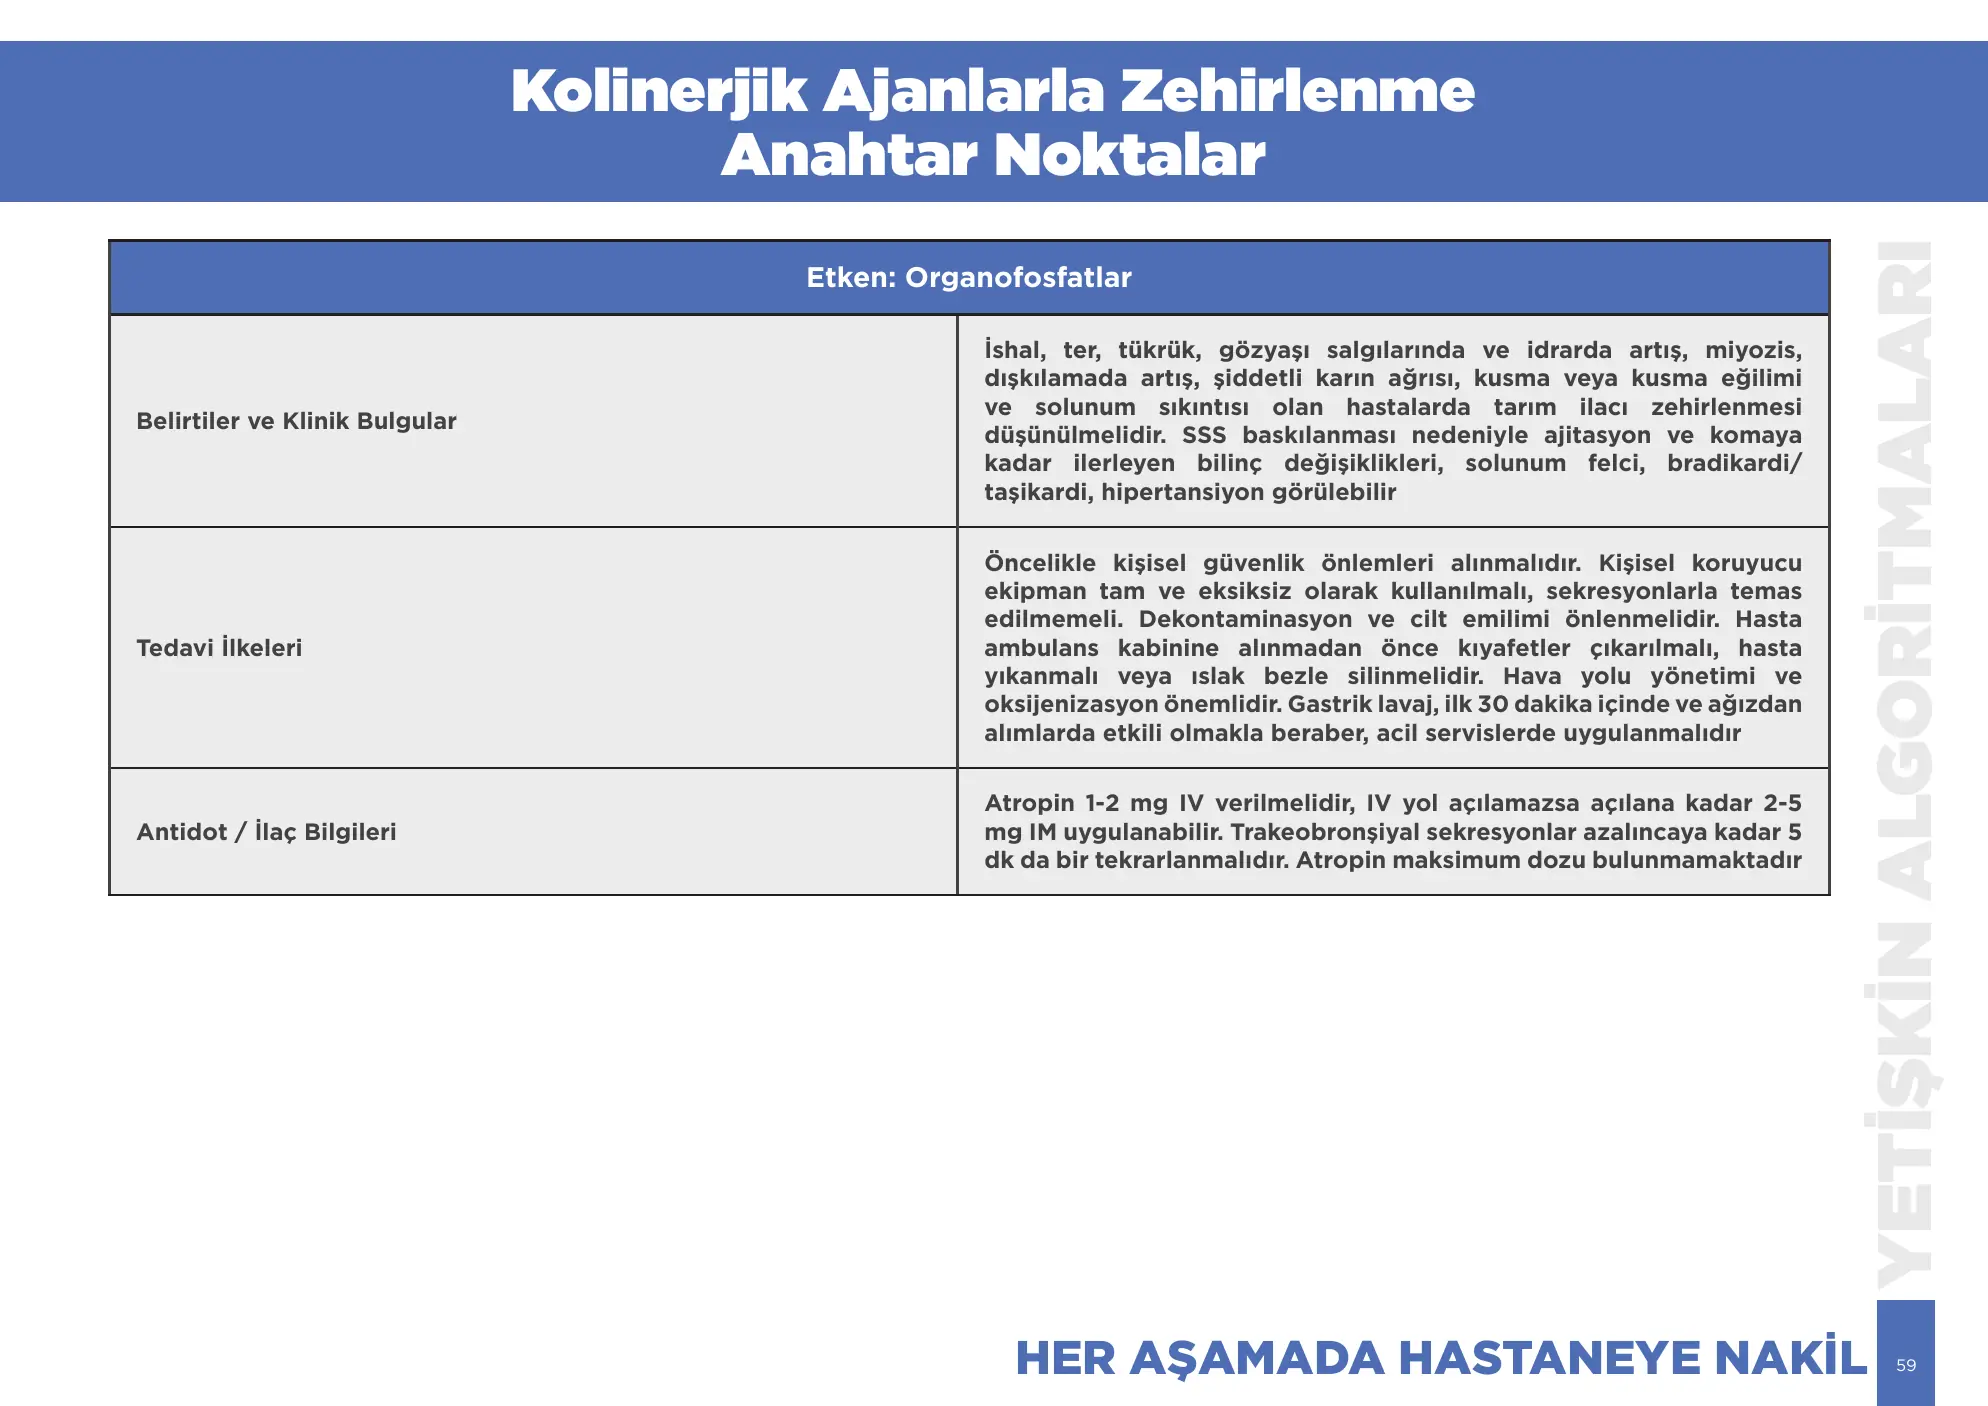 Kolinerjik Ajanlarla Zehirlenme
Anahtar Noktalar
Etken: Organofosfatlar
Belirtiler ve Klinik Bulgular
İshal, ter, tükrük, gözyaşı salgılarında ve idrarda artış, miyozis,
dışkılamada artış, şiddetli karın ağrısı, kusma veya kusma eğilimi
ve solunum sıkıntısı olan hastalarda tarım ilacı zehirlenmesi
düşünülmelidir. SSS baskılanması nedeniyle ajitasyon ve komaya
kadar ilerleyen bilinç değişiklikleri, solunum felci, bradikardi/
taşikardi, hipertansiyon görülebilir
Tedavi İlkeleri
Öncelikle kişisel güvenlik önlemleri alınmalıdır. Kişisel koruyucu
ekipman tam ve eksiksiz olarak kullanılmalı, sekresyonlarla temas
edilmemeli. Dekontaminasyon ve cilt emilimi önlenmelidir. Hasta
ambulans kabinine alınmadan önce kıyafetler çıkarılmalı, hasta
yıkanmalı veya ıslak bezle silinmelidir. Hava yolu yönetimi ve
oksijenizasyon önemlidir. Gastrik lavaj, ilk 30 dakika içinde ve ağızdan
alımlarda etkili olmakla beraber, acil servislerde uygulanmalıdır
Antidot / İlaç Bilgileri
Atropin 1-2 mg IV verilmelidir, IV yol açılamazsa açılana kadar 2-5
mg IM uygulanabilir. Trakeobronşiyal sekresyonlar azalıncaya kadar 5
dk da bir tekrarlanmalıdır. Atropin maksimum dozu bulunmamaktadır
YETİŞKİN ALGORİTMALARI
HER AŞAMADA HASTANEYE NAKİL
59